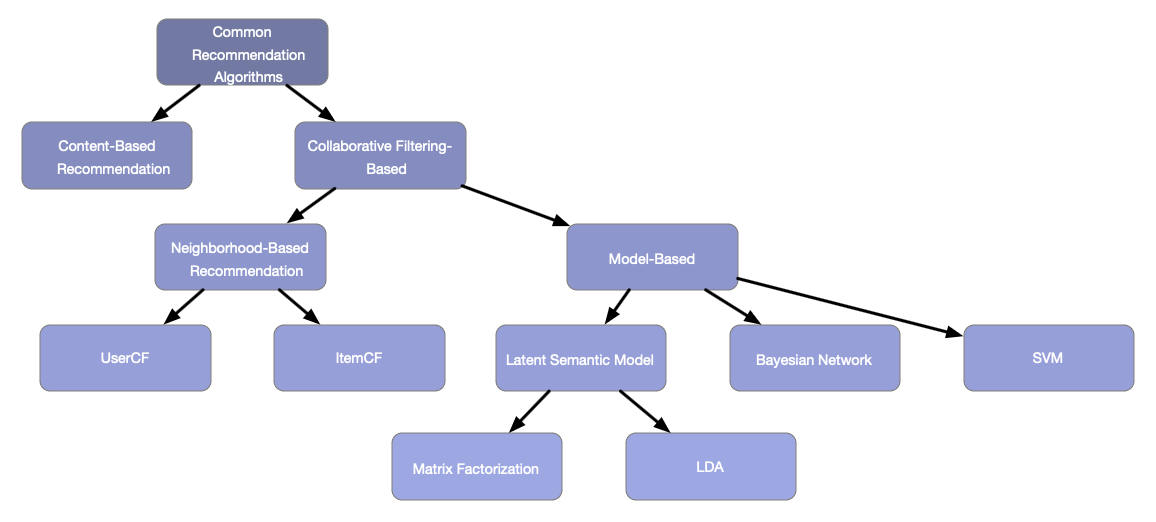 Common
Recommendation
Algorithms
Content-Based
Recommendation
Collaborative Filtering-
Based
Neighborhood-Based
Recommendation
Model-Based
UserCF
ItemCF
Latent Semantic Model
Bayesian Network
SVM
Matrix Factorization
LDA